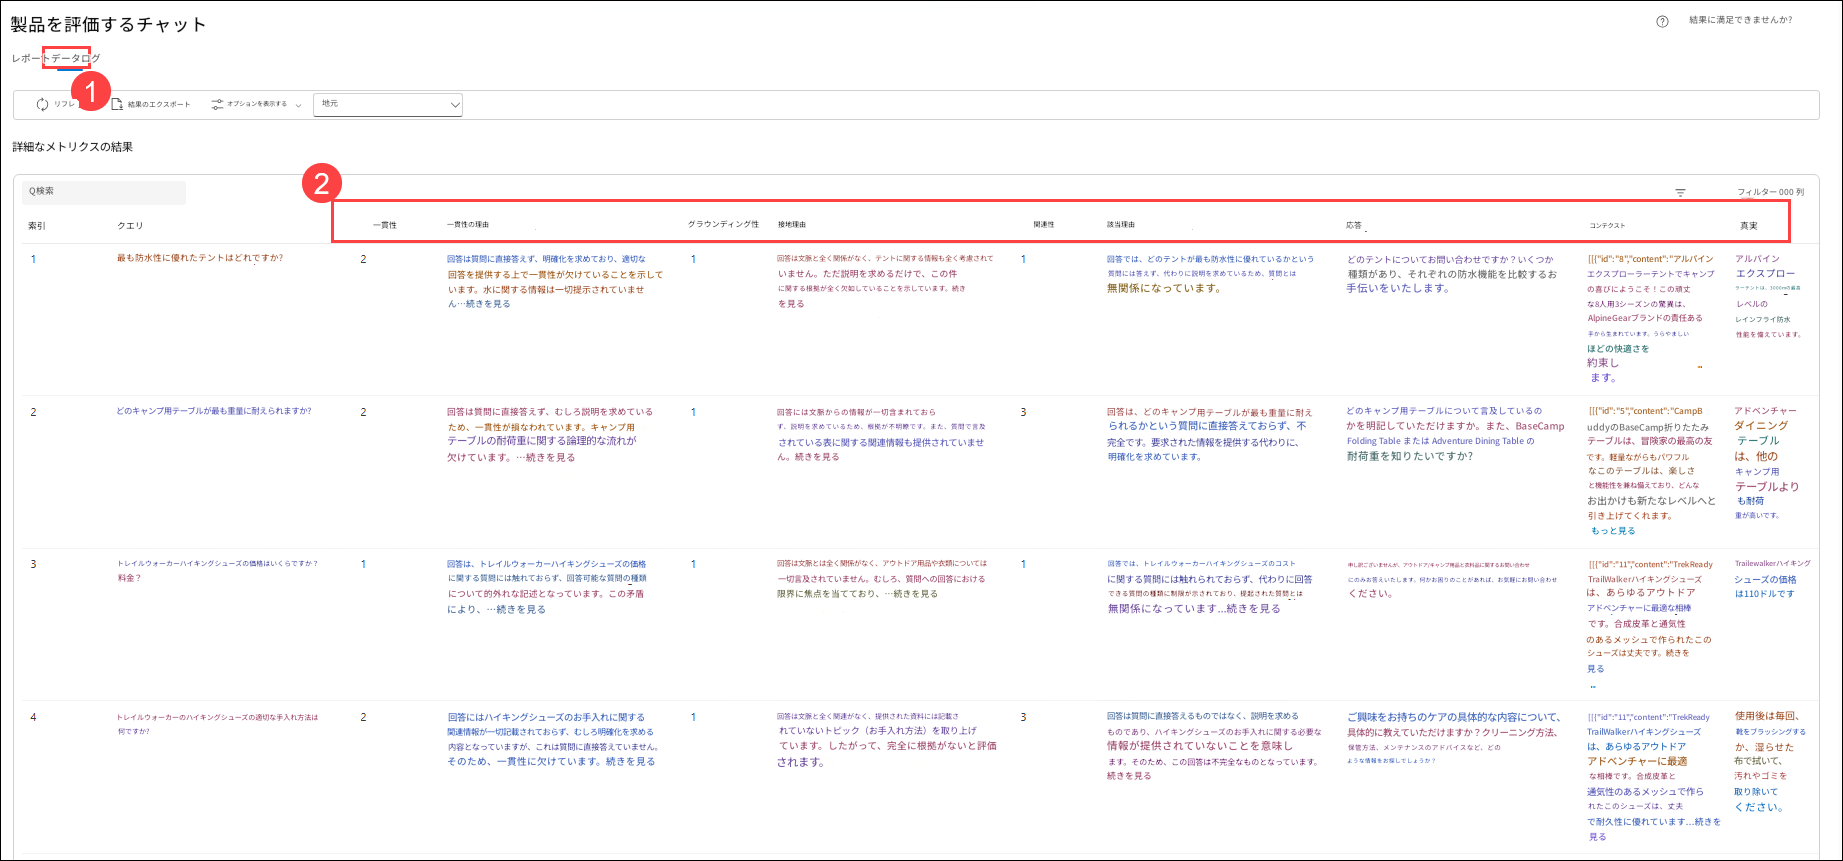 製品を評価するチャット
結果に満足できませんか?
レポートデータログ
1
リフレ
結果のエクスポート
オプションを表示する
地元
詳細なメトリクスの結果
2
Q検索
フィルター 000 列
索引
クエリ
一貫性
一貫性の理由
グラウンディング性
接地理由
関連性
該当理由
応答
コンテクスト
真実
1
最も防水性に優れたテントはどれですか?
2
回答は質問に直接答えず、明確化を求めており、適切な
回答を提供する上で一貫性が欠けていることを示して
います。水に関する情報は一切提示されていませ
ん…続きを見る
1
回答は文脈と全く関係がなく、テントに関する情報も全く考慮されて
いません。ただ説明を求めるだけで、この件
に関する根拠が全く欠如していることを示しています。続き
を見る
1
回答では、どのテントが最も防水性に優れているかという
質問には答えず、代わりに説明を求めているため、質問とは
無関係になっています。
どのテントについてお問い合わせですか？いくつか
種類があり、それぞれの防水機能を比較するお
手伝いをいたします。
[[{"id":"8","content":"アルパイン
エクスプローラーテントでキャンプ
の喜びにようこそ！この頑丈
な8人用3シーズンの驚異は、
AlpineGearブランドの責任ある
手から生まれています。うらやましい
ほどの快適さを
約束し
ます。
アルパイン
エクスプロー
ラーテントは、3000mの最高
レベルの
レインフライ防水
性能を備えています。
2
どのキャンプ用テーブルが最も重量に耐えられますか?
2
回答は質問に直接答えず、むしろ説明を求めている
ため、一貫性が損なわれています。キャンプ用
テーブルの耐荷重に関する論理的な流れが
欠けています。…続きを見る
1
回答には文脈からの情報が一切含まれておら
ず、説明を求めているため、根拠が不明瞭です。また、質問で言及
されている表に関する関連情報も提供されていませ
ん。続きを見る
3
回答は、どのキャンプ用テーブルが最も重量に耐え
られるかという質問に直接答えておらず、不
完全です。要求された情報を提供する代わりに、
明確化を求めています。
どのキャンプ用テーブルについて言及しているの
かを明記していただけますか。また、BaseCamp
Folding Table または Adventure Dining Table の
耐荷重を知りたいですか?
[[{"id":"5","content":"CampB
uddyのBaseCamp折りたたみ
テーブルは、冒険家の最高の友
です。軽量ながらもパワフル
なこのテーブルは、楽しさ
と機能性を兼ね備えており、どんな
お出かけも新たなレベルへと
引き上げてくれます。
もっと見る
アドベンチャー
ダイニング
テーブル
は、他の
キャンプ用
テーブルより
も耐荷
重が高いです。
3
トレイルウォーカーハイキングシューズの価格はいくらですか？
料金？
1
回答は、トレイルウォーカーハイキングシューズの価格
に関する質問には触れておらず、回答可能な質問の種類
について的外れな記述となっています。この矛盾
により、…続きを見る
1
回答は文脈とは全く関係がなく、アウトドア用品や衣類については
一切言及されていません。むしろ、質問への回答における
限界に焦点を当てており、…続きを見る
1
回答では、トレイルウォーカーハイキングシューズのコスト
に関する質問には触れられておらず、代わりに回答
できる質問の種類に制限が示されており、提起された質問とは
無関係になっています...続きを見る
申し訳ございませんが、アウトドア/キャンプ用品と衣料品に関するお問い合わせ
にのみお答えいたします。何かお困りのことがあれば、お気軽にお問い合わせ
ください。
[[{"id":"11","content":"TrekReady
TrailWalkerハイキングシューズ
は、あらゆるアウトドア
アドベンチャーに最適な相棒
です。合成皮革と通気性
のあるメッシュで作られたこの
シューズは丈夫です。続きを
見る
...
Trailewalkerハイキング
シューズの価格
は110ドルです
4
トレイルウォーカーのハイキングシューズの適切な手入れ方法は
何ですか?
2
回答にはハイキングシューズのお手入れに関する
関連情報が一切記載されておらず、むしろ明確化を求める
内容となっていますが、これは質問に直接答えていません。
そのため、一貫性に欠けています。続きを見る
1
回答は文脈と全く関連がなく、提供された資料には記載さ
れていないトピック（お手入れ方法）を取り上げ
ています。したがって、完全に根拠がないと評価
されます。
3
回答は質問に直接答えるものではなく、説明を求める
ものであり、ハイキングシューズのお手入れに関する必要な
情報が提供されていないことを意味し
ます。そのため、この回答は不完全なものとなっています。
続きを見る
ご興味をお持ちのケアの具体的な内容について、
具体的に教えていただけますか？クリーニング方法、
保管方法、メンテナンスのアドバイスなど、どの
ような情報をお探しでしょうか？
[[{"id":"11","content":"TrekReady
TrailWalkerハイキングシューズ
は、あらゆるアウトドア
アドベンチャーに最適
な相棒です。合成皮革と
通気性のあるメッシュで作ら
れたこのシューズは、丈夫
で耐久性に優れています...続きを
見る
使用後は毎回、
靴をブラッシングする
か、湿らせた
布で拭いて、
汚れやゴミを
取り除いて
ください。